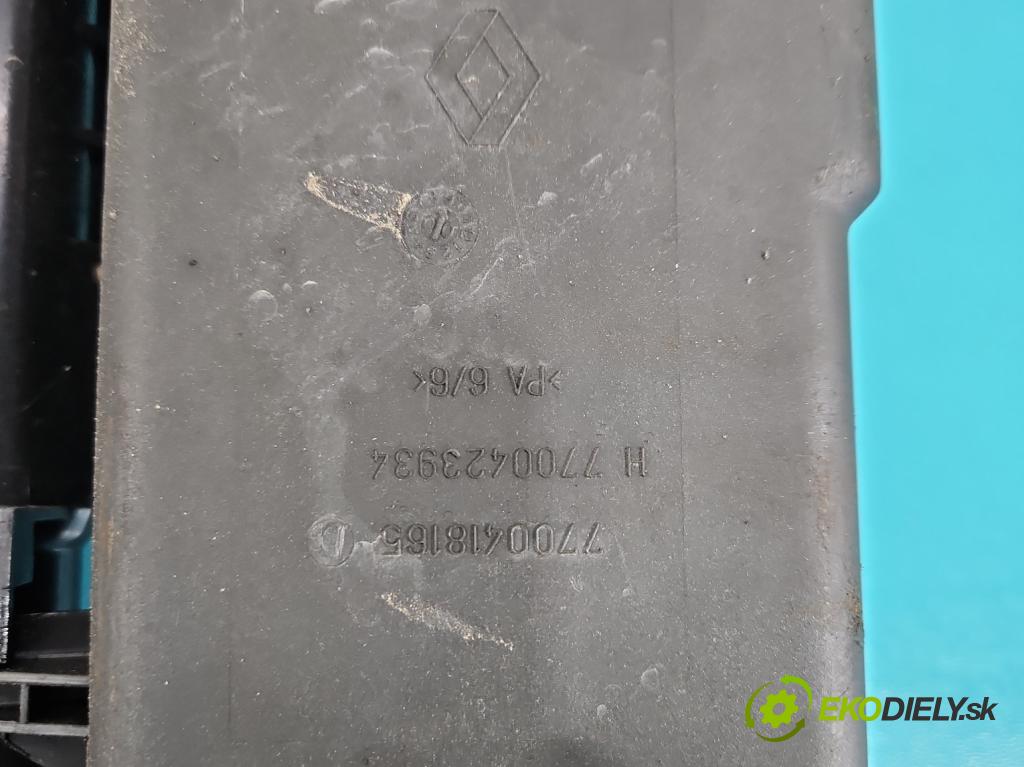 7700418165
H 7700423934
>PA 6/6<
EKODIELY.sk